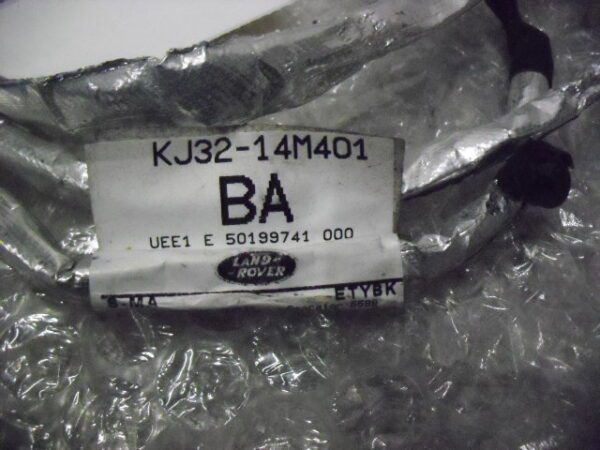 KJ32-14M401
BA
UEE1 E 50199741 000
LAND ROVER
ETYBK